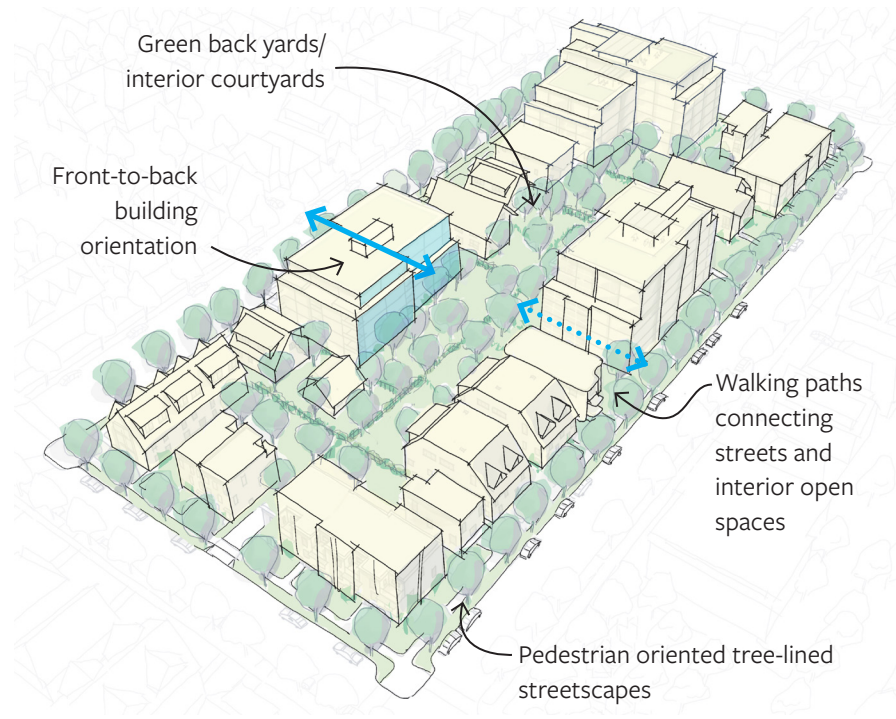 Green back yards/
interior courtyards
Front-to-back
building
orientation
Walking paths
connecting
streets and
interior open
spaces
Pedestrian oriented tree-lined
streetscapes